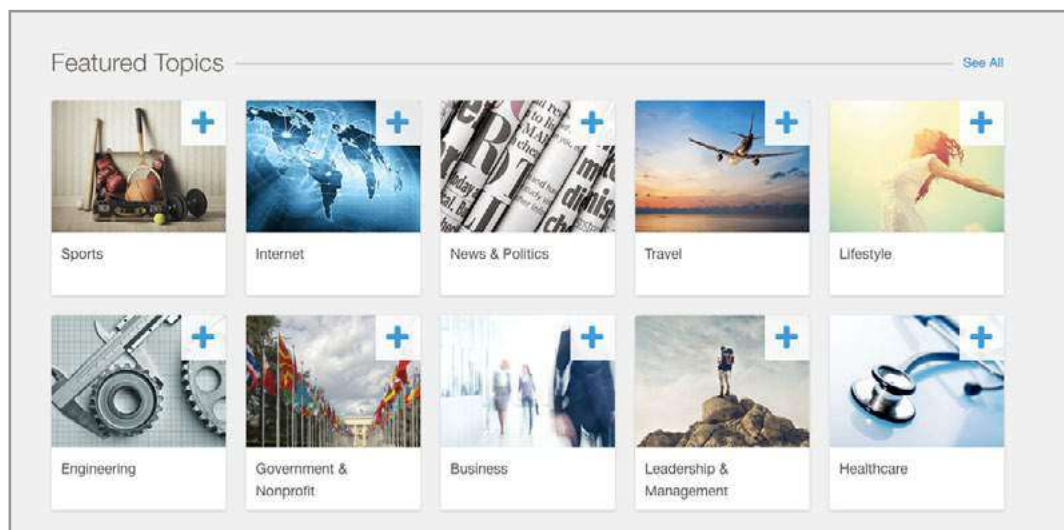 Featured Topics
See All
Sports
Internet
News & Politics
Travel
Lifestyle
Engineering
Government &
Nonprofit
Business
Leadership &
Management
Healthcare